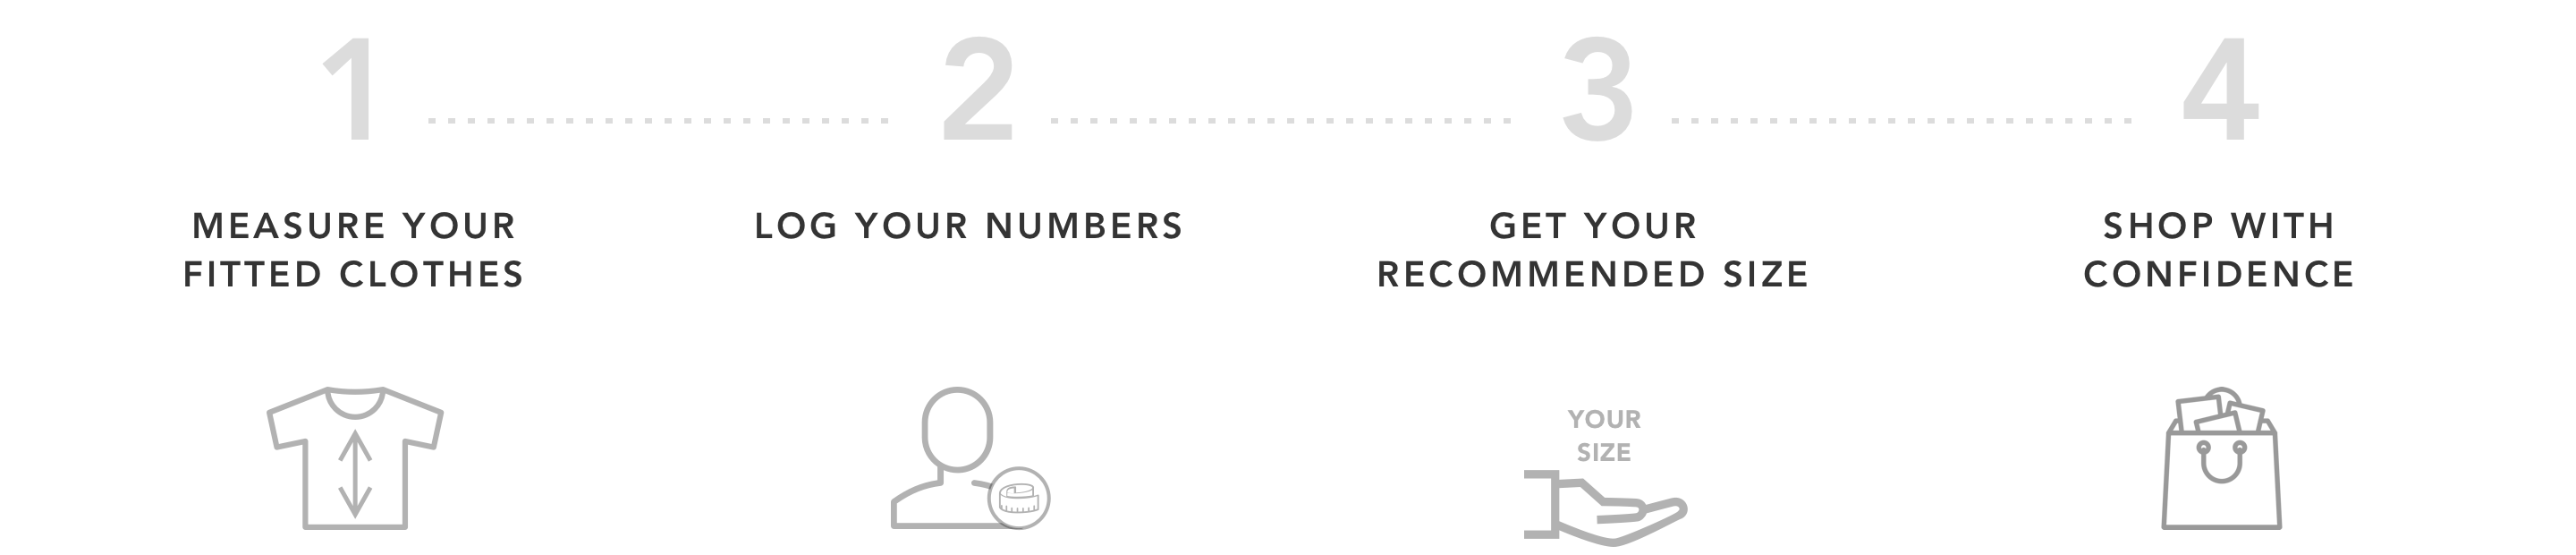 1
2
3
4
MEASURE YOUR
FITTED CLOTHES
LOG YOUR NUMBERS
GET YOUR
RECOMMENDED SIZE
SHOP WITH
CONFIDENCE
YOUR
SIZE